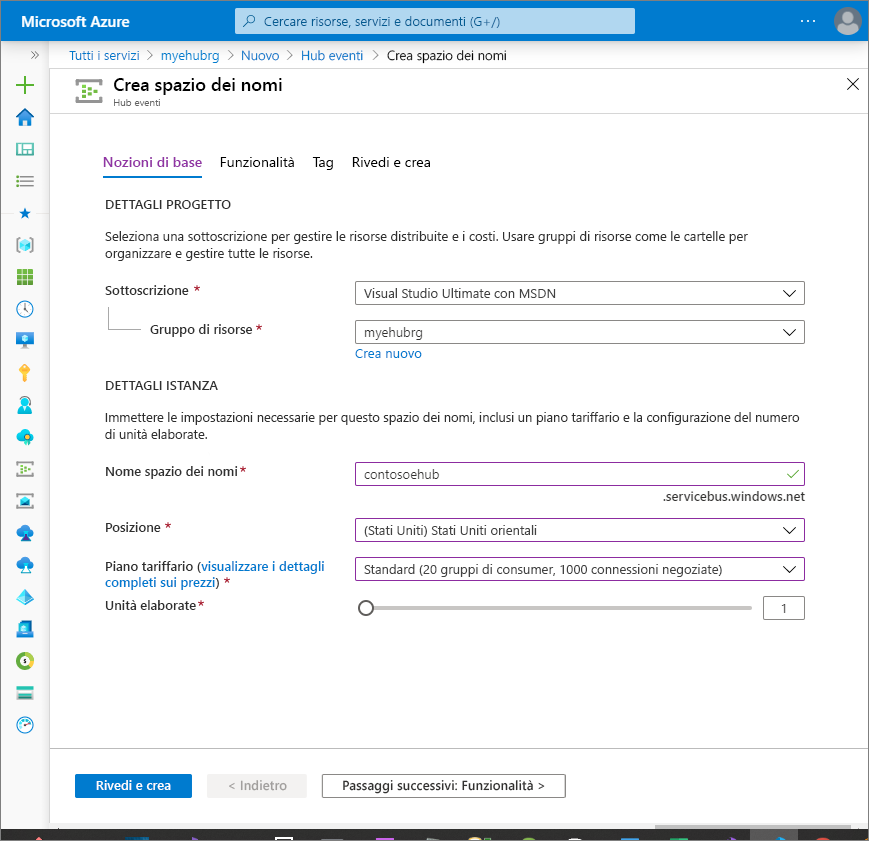 Microsoft Azure
Cercare risorse, servizi e documenti (G+/)
Tutti i servizi > myehubrg > Nuovo > Hub eventi > Crea spazio dei nomi
Crea spazio dei nomi
Hub eventi
Nozioni di base Funzionalità Tag Rivedi e crea
DETTAGLI PROGETTO
Seleziona una sottoscrizione per gestire le risorse distribuite e i costi. Usare gruppi di risorse come le cartelle per
organizzare e gestire tutte le risorse.
Sottoscrizione *
Visual Studio Ultimate con MSDN
Gruppo di risorse *
myehubrg
Crea nuovo
DETTAGLI ISTANZA
Immettere le impostazioni necessarie per questo spazio dei nomi, inclusi un piano tariffario e la configurazione del numero
di unità elaborate.
Nome spazio dei nomi*
contosoehub
.servicebus.windows.net
Posizione *
(Stati Uniti) Stati Uniti orientali
Piano tariffario (visualizzare i dettagli
completi sui prezzi) *
Standard (20 gruppi di consumer, 1000 connessioni negoziate)
Unità elaborate*
1
Rivedi e crea
< Indietro
Passaggi successivi: Funzionalità >